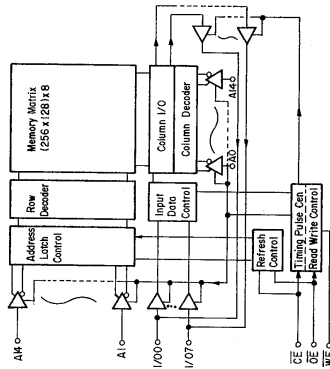 A14
A1
I/O0
I/O7
CE
OE
WE
Address
Latch
Control
Row
Decoder
Memory Matrix
(256 x 128) x 8
Input
Data
Control
Column I/O
Column Decoder
A0
A14
Refresh
Control
Timing Pulse Cen.
Read Write Control